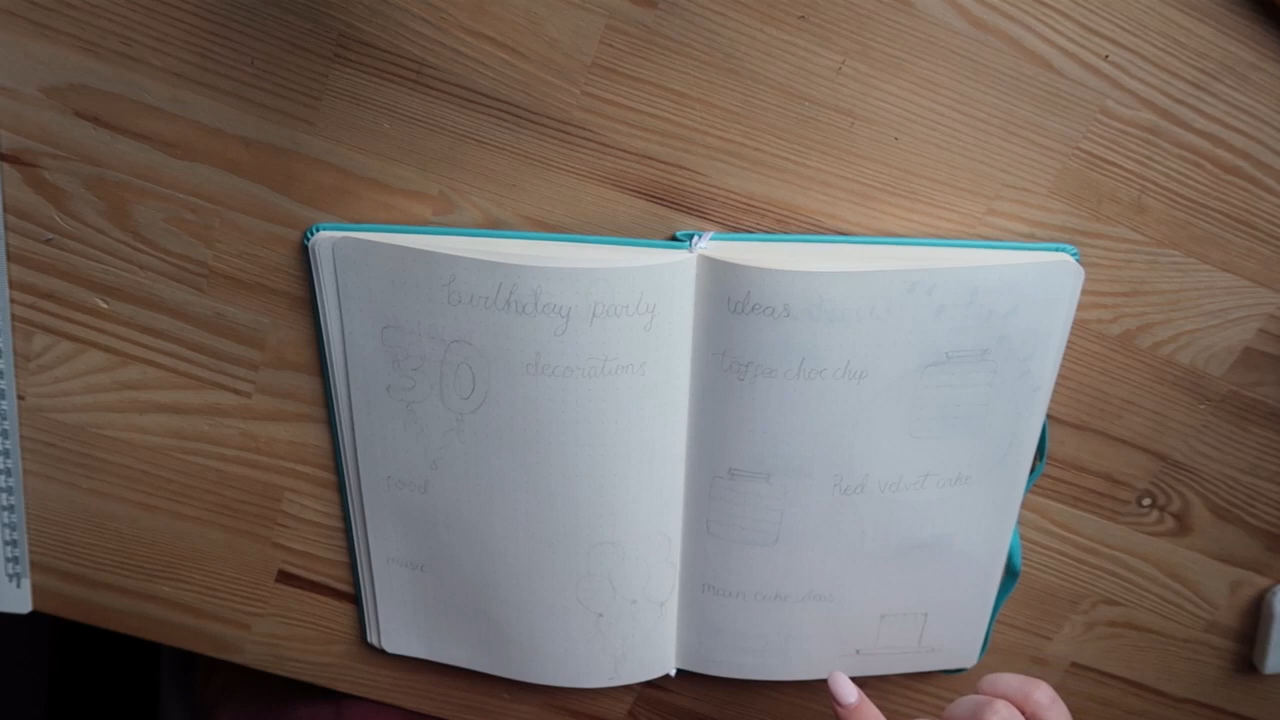 birthday party ideas
30
decorations
food
music
toffee choc chip
Red velvet cake
main cake ideas